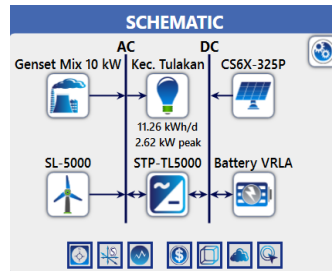 SCHEMATIC
AC DC
Genset Mix 10 kW Kec. Tulakan CS6X-325P
11.26 kWh/d
2.62 kW peak
SL-5000 STP-TL5000 Battery VRLA